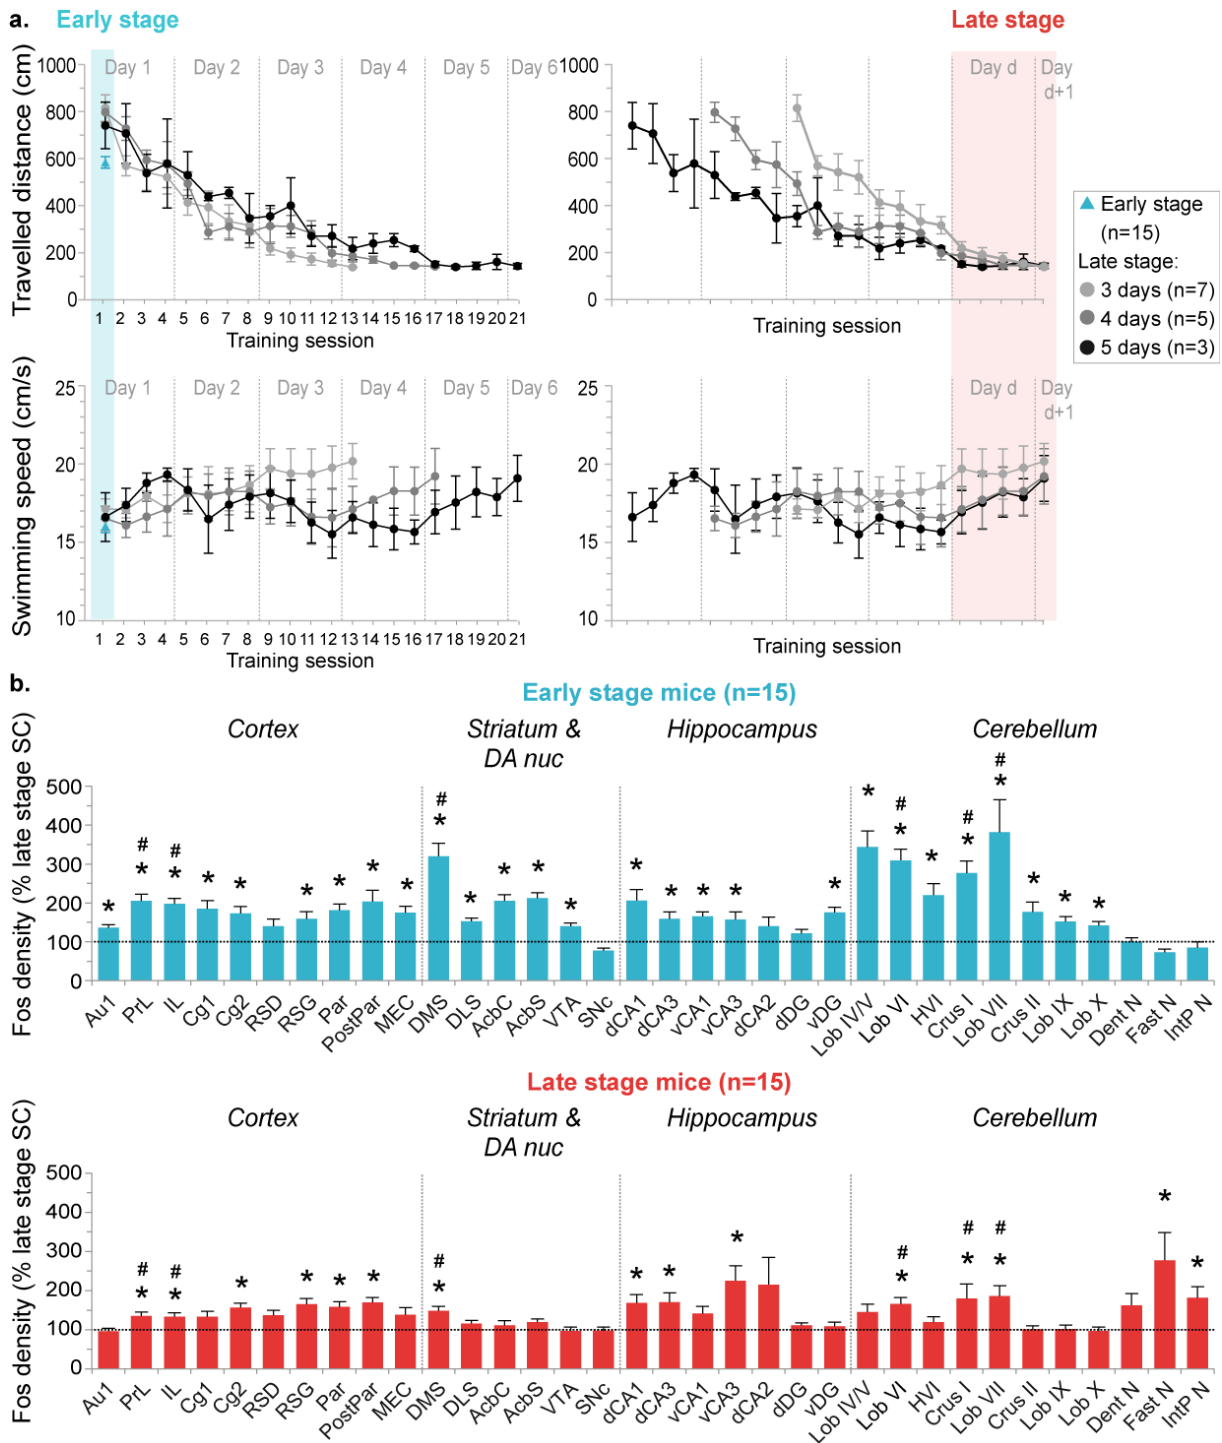 a. Early stage
Late stage
Travelled distance (cm)
1000
800
600
400
200
0
Day 1 Day 2 Day 3 Day 4 Day 5 Day 6
1 2 3 4 5 6 7 8 9 10 11 12 13 14 15 16 17 18 19 20 21
Training session
1000
800
600
400
200
0
Day d
Day
d+1
Training session
Early stage
(n=15)
Late stage:
3 days (n=7)
4 days (n=5)
5 days (n=3)
Swimming speed (cm/s)
25
20
15
10
Day 1 Day 2 Day 3 Day 4 Day 5 Day 6
1 2 3 4 5 6 7 8 9 10 11 12 13 14 15 16 17 18 19 20 21
Training session
25
20
15
10
Day d
Day
d+1
Training session
b.
Early stage mice (n=15)
Cortex
Striatum &
DA nuc
Hippocampus
Cerebellum
Fos density (% late stage SC)
500
400
300
200
100
0
* # * # * * * * * * * # * * * * * * * * * * * # * * # * # * * * *
Au1 PrL IL Cg1 Cg2 RSD RSG Par PostPar MEC DMS DLS AcbC AcbS VTA SNc dCA1 dCA3 vCA1 vCA3 dCA2 dDG vDG Lob IV/V Lob VI HVI Crus I Lob VII Crus II Lob IX Lob X Dent N Fast N IntP N
Late stage mice (n=15)
Cortex
Striatum &
DA nuc
Hippocampus
Cerebellum
Fos density (% late stage SC)
500
400
300
200
100
0
# * # * * * * * # * * * * # * # * # * * *
Au1 PrL IL Cg1 Cg2 RSD RSG Par PostPar MEC DMS DLS AcbC AcbS VTA SNc dCA1 dCA3 vCA1 vCA3 dCA2 dDG vDG Lob IV/V Lob VI HVI Crus I Lob VII Crus II Lob IX Lob X Dent N Fast N IntP N